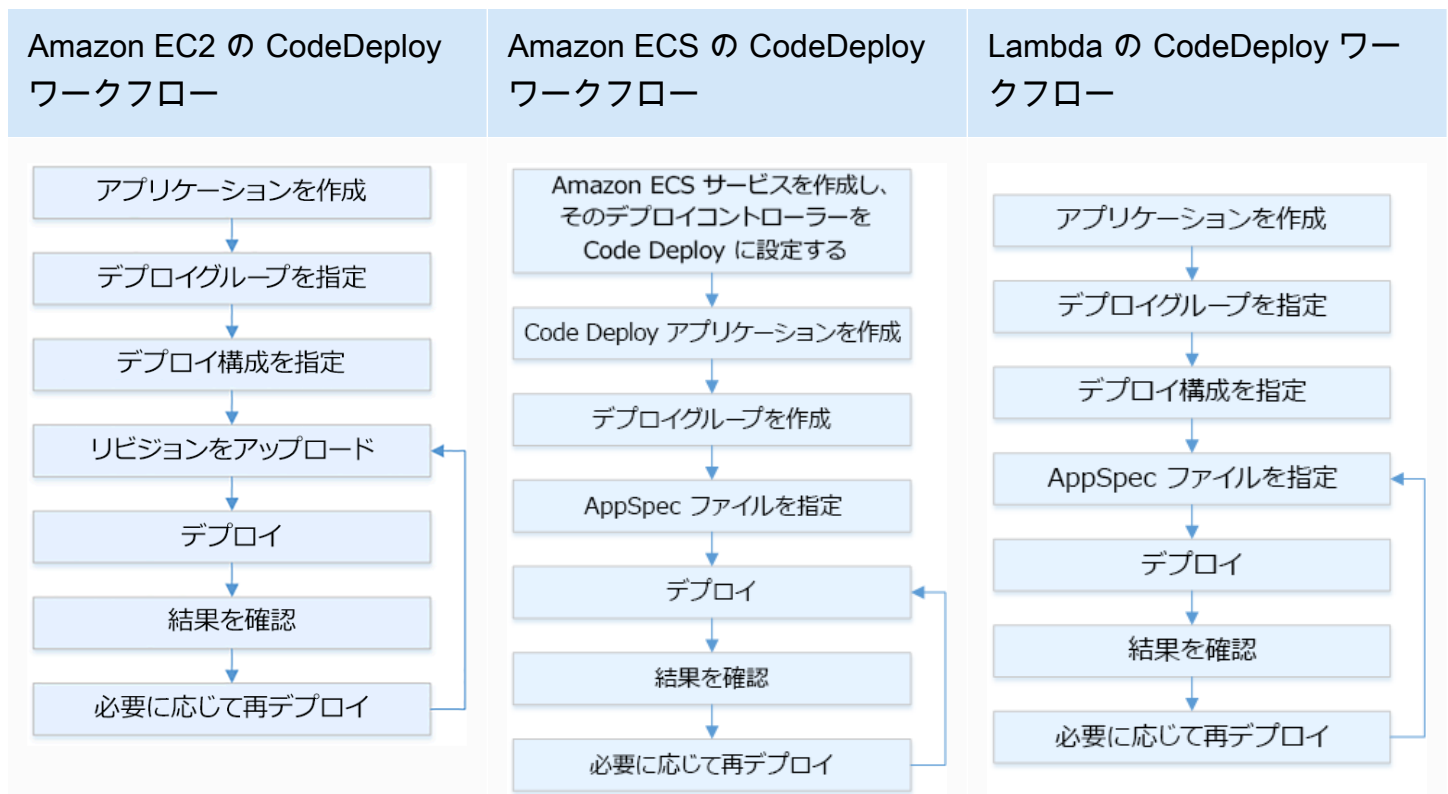 Amazon EC2 の CodeDeploy
ワークフロー
Amazon ECS の CodeDeploy
ワークフロー
Lambda の CodeDeploy ワー
クフロー
アプリケーションを作成
デプロイグループを指定
デプロイ構成を指定
リビジョンをアップロード
デプロイ
結果を確認
必要に応じて再デプロイ
Amazon ECS サービスを作成し、
そのデプロイコントローラーを
Code Deploy に設定する
Code Deploy アプリケーションを作成
デプロイグループを作成
AppSpec ファイルを指定
デプロイ
結果を確認
必要に応じて再デプロイ
アプリケーションを作成
デプロイグループを指定
デプロイ構成を指定
AppSpec ファイルを指定
デプロイ
結果を確認
必要に応じて再デプロイ